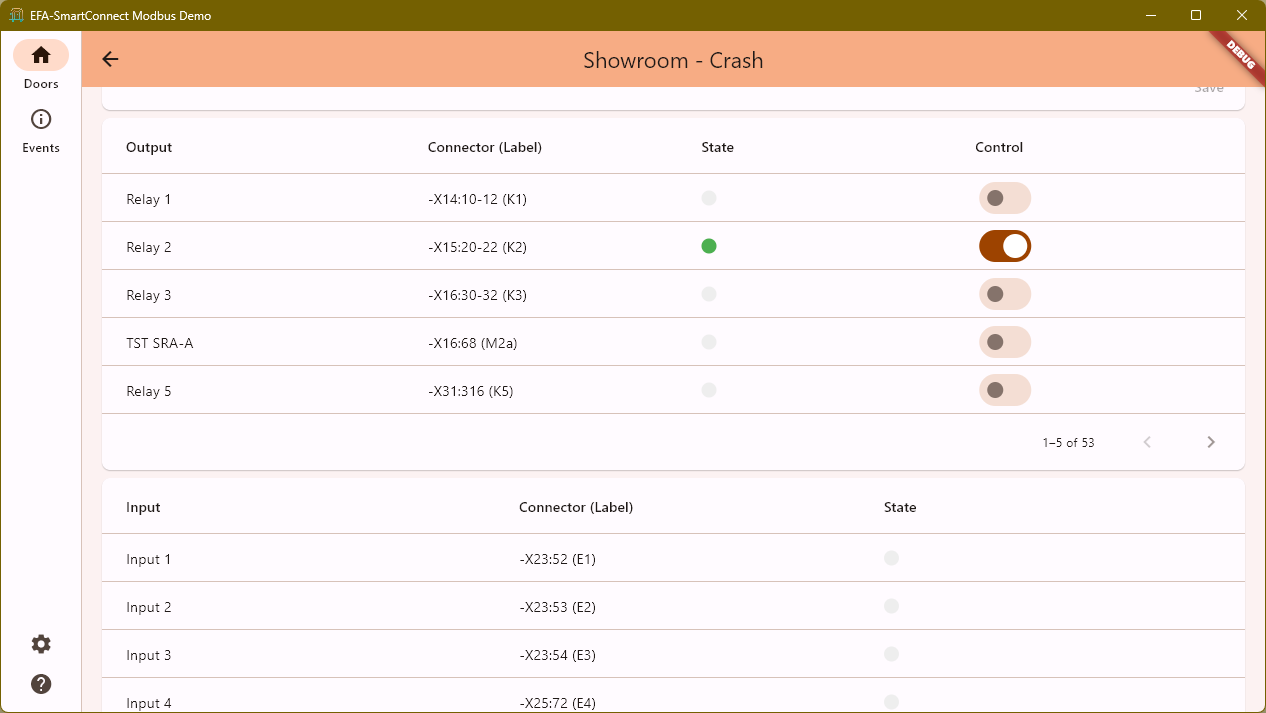 EFA-SmartConnect Modbus Demo
Doors
Events
Showroom - Crash
DEBUG
Save
Output Connector (Label) State Control
Relay 1 -X14:10-12 (K1)
Relay 2 -X15:20-22 (K2)
Relay 3 -X16:30-32 (K3)
TST SRA-A -X16:68 (M2a)
Relay 5 -X31:316 (K5)
1–5 of 53
Input Connector (Label) State
Input 1 -X23:52 (E1)
Input 2 -X23:53 (E2)
Input 3 -X23:54 (E3)
Input 4 -X25:72 (E4)